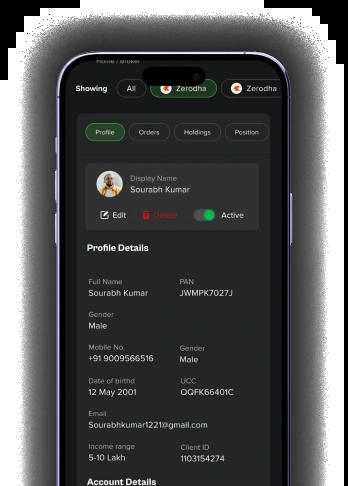 Home / Broker
Showing All Zerodha Zerodha
Profile Orders Holdings Position
Display Name
Sourabh Kumar
Edit Delete Active
Profile Details
Full Name PAN
Sourabh Kumar JWMPK7027J
Gender
Male
Mobile No. Gender
+91 9009566516 Male
Date of birthd UCC
12 May 2001 OQFK66401C
Email
Sourabhkumar1221@gmail.com
Income range Client ID
5-10 Lakh 1103154274
Account Details